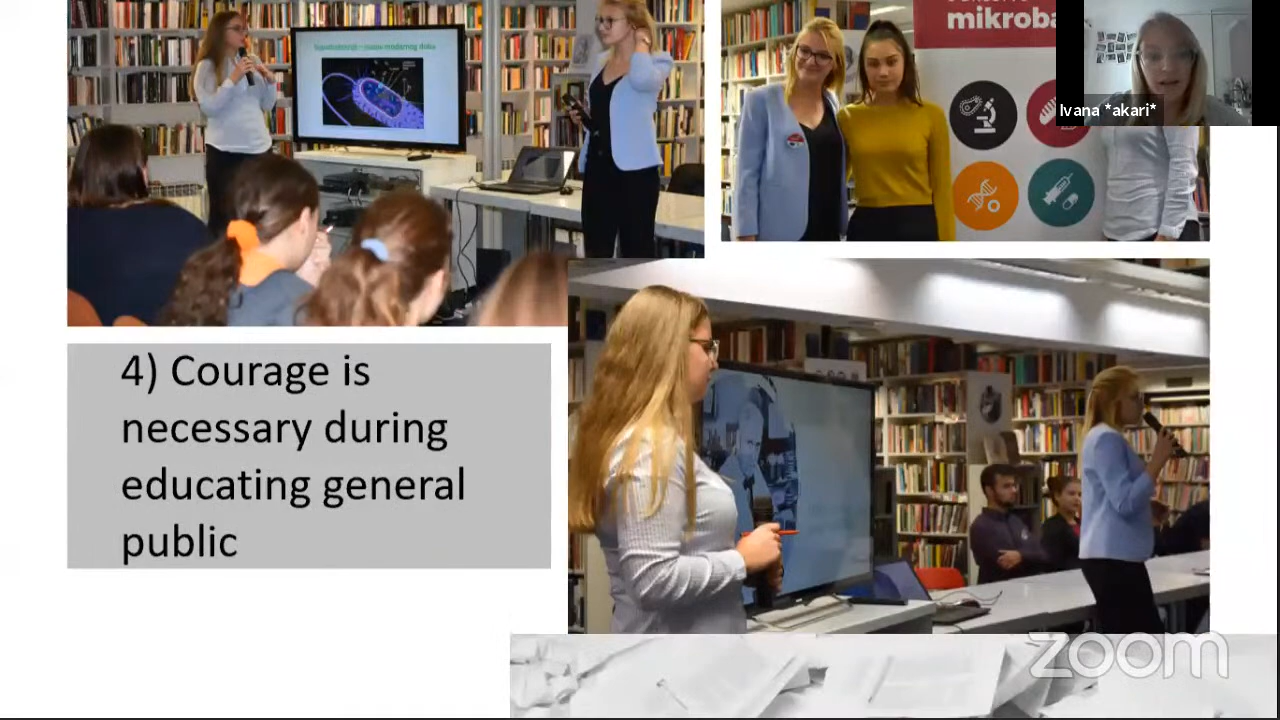 mikroba
Ivana *akari*
4) Courage is
necessary during
educating general
public
zoom